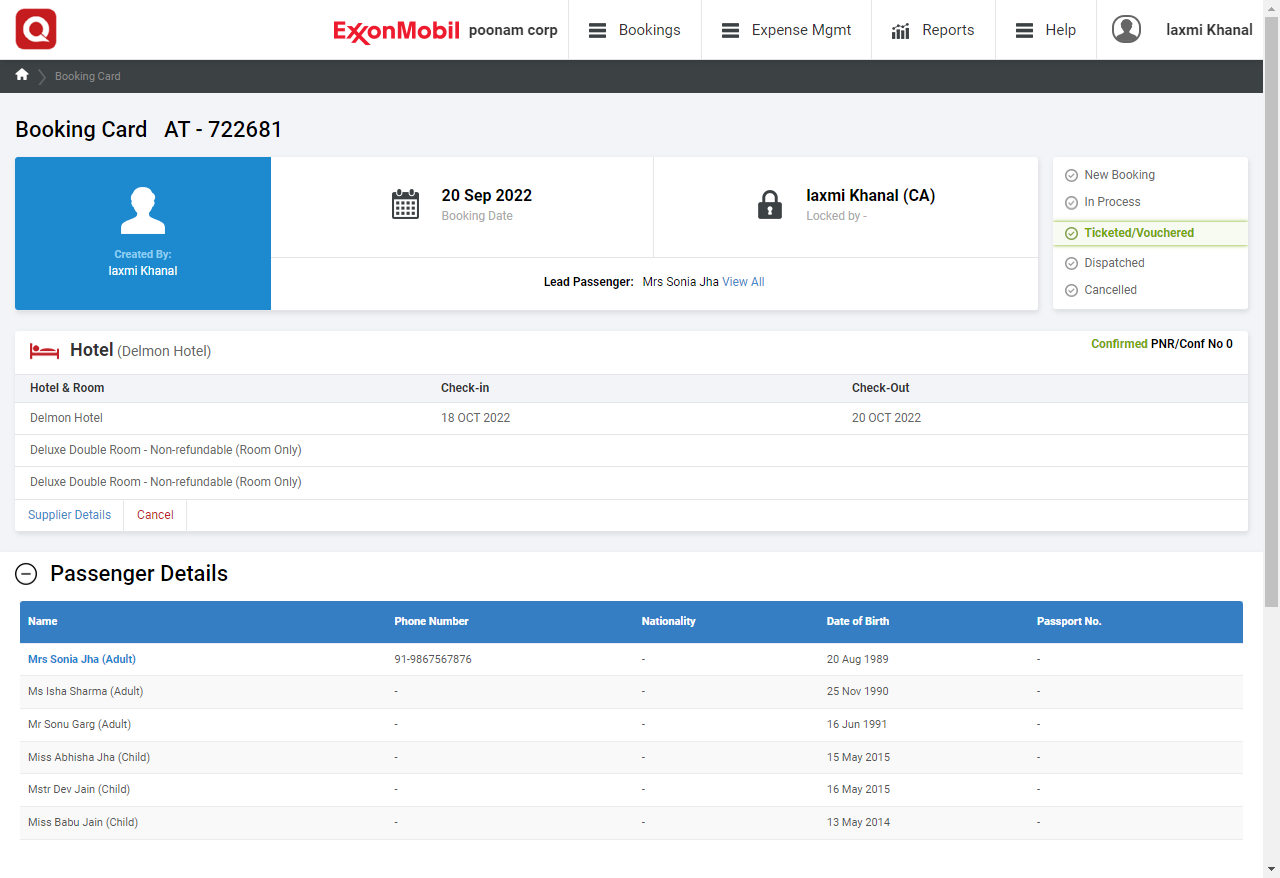 Q
ExxonMobil poonam corp Bookings Expense Mgmt Reports Help laxmi Khanal
Booking Card
Booking Card AT - 722681
Created By:
laxmi Khanal
20 Sep 2022
Booking Date
laxmi Khanal (CA)
Locked by -
Lead Passenger: Mrs Sonia Jha View All
New Booking
In Process
Ticketed/Vouchered
Dispatched
Cancelled
Hotel (Delmon Hotel) Confirmed PNR/Conf No 0
Hotel & Room Check-in Check-Out
Delmon Hotel 18 OCT 2022 20 OCT 2022
Deluxe Double Room - Non-refundable (Room Only)
Deluxe Double Room - Non-refundable (Room Only)
Supplier Details Cancel
Passenger Details
Name Phone Number Nationality Date of Birth Passport No.
Mrs Sonia Jha (Adult) 91-9867567876 - 20 Aug 1989 -
Ms Isha Sharma (Adult) - - 25 Nov 1990 -
Mr Sonu Garg (Adult) - - 16 Jun 1991 -
Miss Abhisha Jha (Child) - - 15 May 2015 -
Mstr Dev Jain (Child) - - 16 May 2015 -
Miss Babu Jain (Child) - - 13 May 2014 -